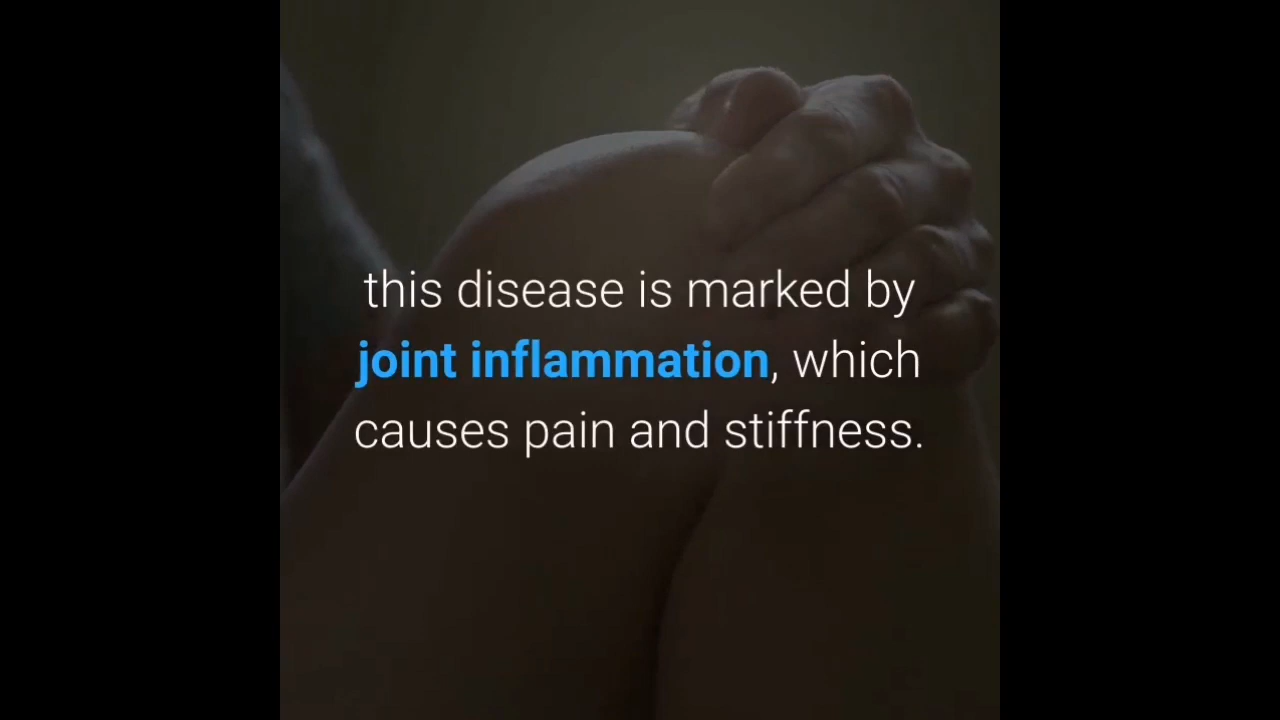 this disease is marked by
joint inflammation, which
causes pain and stiffness.